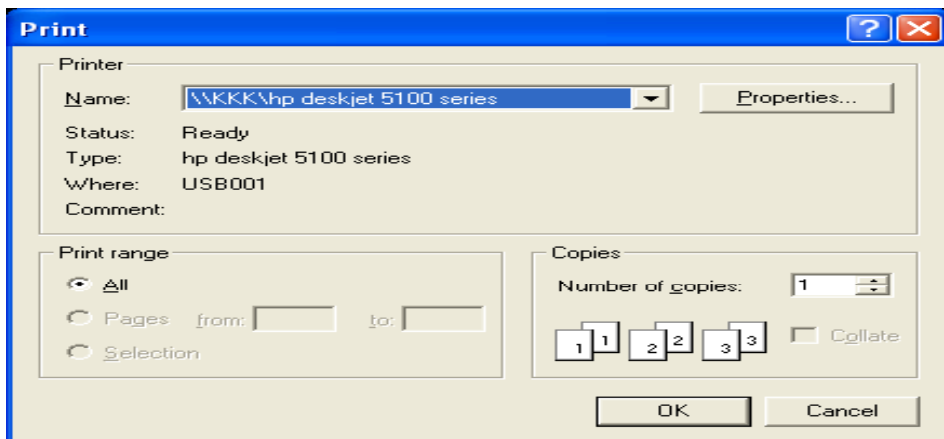 Print
Printer
Name: \\KKK\hp deskjet 5100 series Properties...
Status: Ready
Type: hp deskjet 5100 series
Where: USB001
Comment:
Print range
All
Pages from: to:
Selection
Copies
Number of copies: 1
1 1 2 2 3 3 Collate
OK Cancel